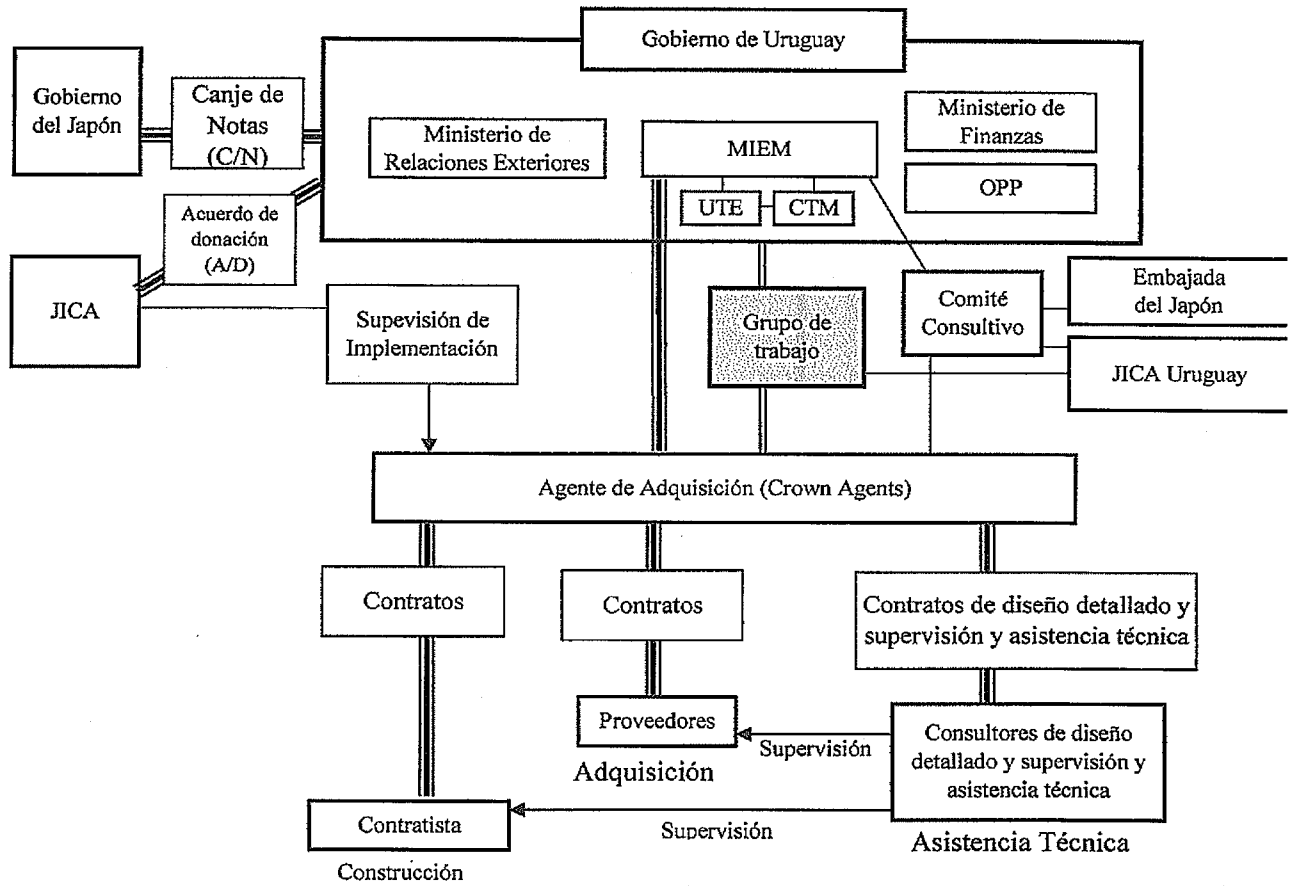 Gobierno de Uruguay
Gobierno
del Japón
Canje de
Notas
(C/N)
Ministerio de
Relaciones Exteriores
MIEM
Ministerio de
Finanzas
OPP
UTE
CTM
Acuerdo de
donación
(A/D)
JICA
Supevisión de
Implementación
Grupo de
trabajo
Comité
Consultivo
Embajada
del Japón
JICA Uruguay
Agente de Adquisición (Crown Agents)
Contratos
Contratos
Contratos de diseño detallado y
supervisión y asistencia técnica
Proveedores
Supervisión
Consultores de diseño
detallado y supervisión y
asistencia técnica
Adquisición
Contratista
Supervisión
Asistencia Técnica
Construcción